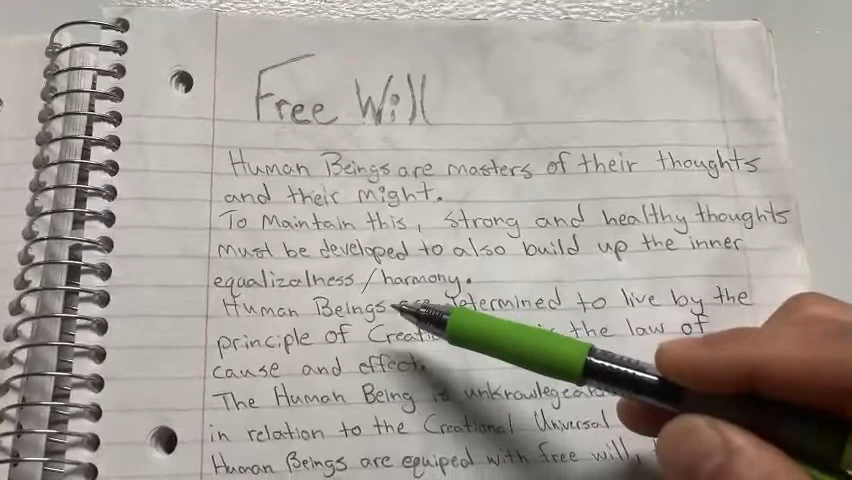 Free Will
Human Beings are masters of their thoughts
and their might.
To Maintain this, strong and healthy thoughts
must be developed to also build up the inner
equalizalness/harmony.
Human Beings are determined to live by the
principle of the law of
cause and effect.
The Human Being is
in relation to the Creational Universal
Human Beings are equiped with free will,